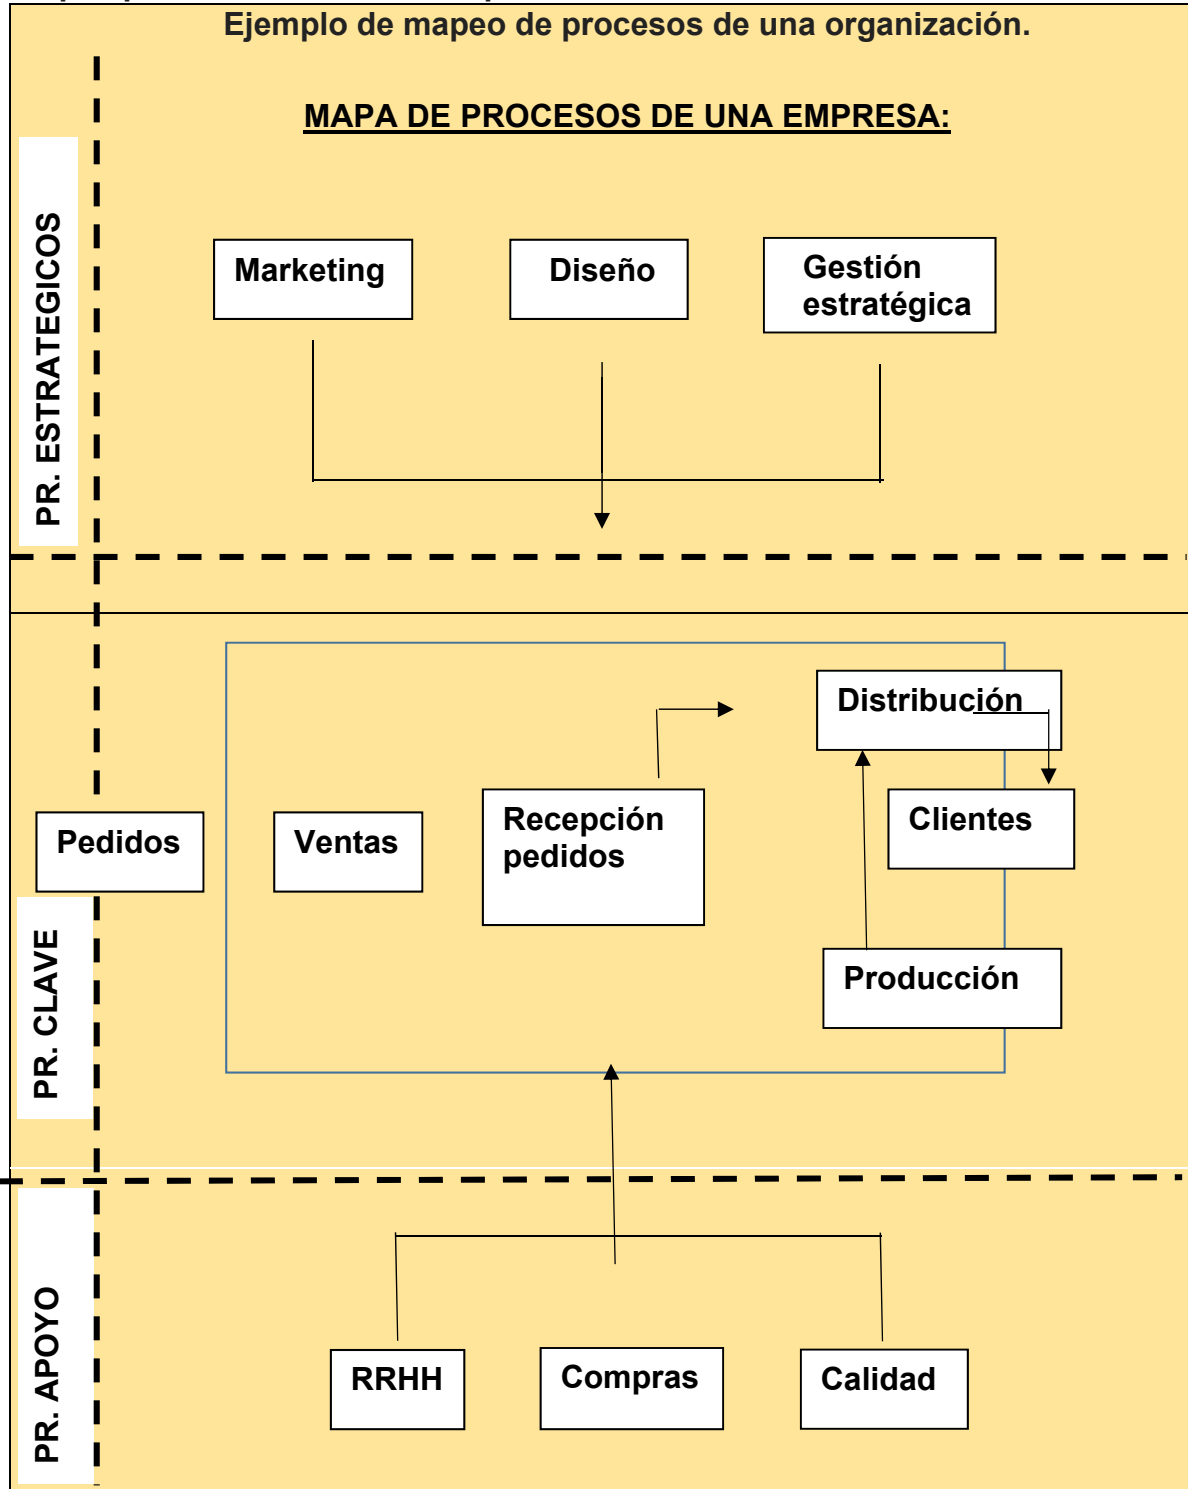 Ejemplo de mapeo de procesos de una organización.
MAPA DE PROCESOS DE UNA EMPRESA:
PR. ESTRATEGICOS
Marketing
Diseño
Gestión
estratégica
Distribución
Pedidos
Ventas
Recepción
pedidos
Clientes
PR. CLAVE
Producción
PR. APOYO
RRHH
Compras
Calidad